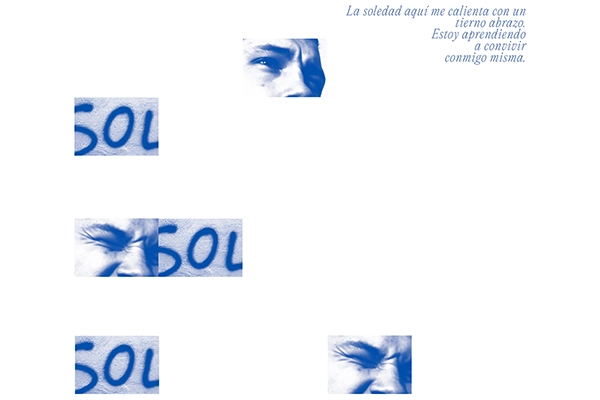 La soledad aquí me calienta con un
tierno abrazo.
Estoy aprendiendo
a convivir
conmigo misma.
SOL
SOL
SOL